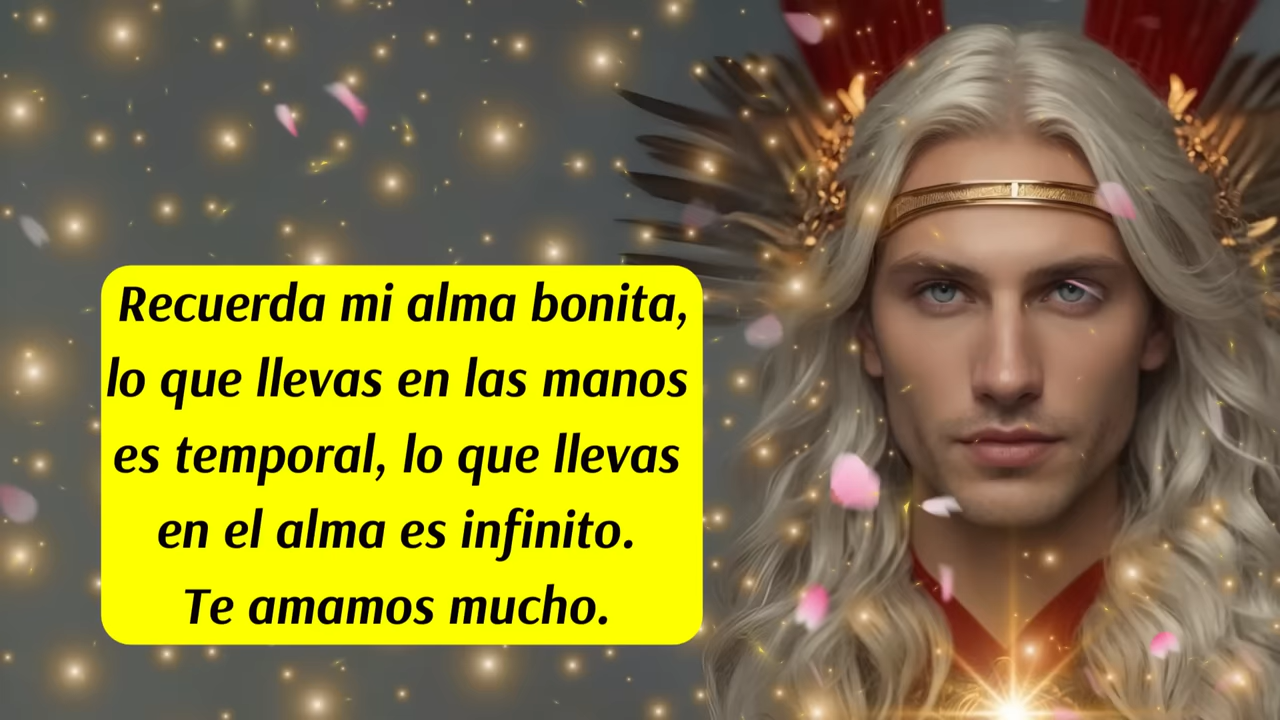 Recuerda mi alma bonita,
lo que llevas en las manos
es temporal, lo que llevas
en el alma es infinito.
Te amamos mucho.